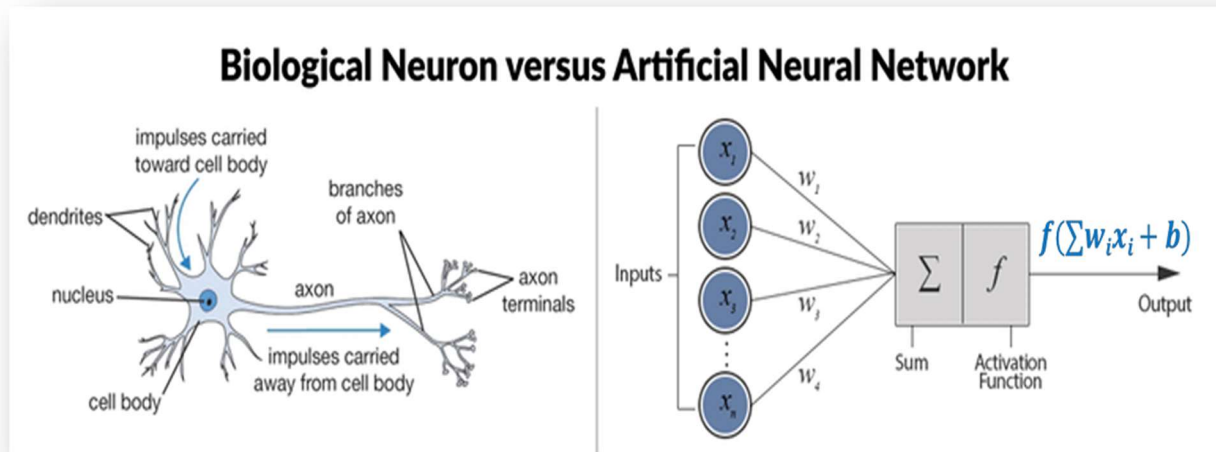 Biological Neuron versus Artificial Neural Network
impulses carried
toward cell body
dendrites
nucleus
cell body
branches
of axon
axon
axon
terminals
impulses carried
away from cell body
Inputs
x₁
x₂
x₃
xₙ
w₁
w₂
w₃
w₄
∑
f
f(∑wᵢxᵢ + b)
Output
Sum
Activation
Function